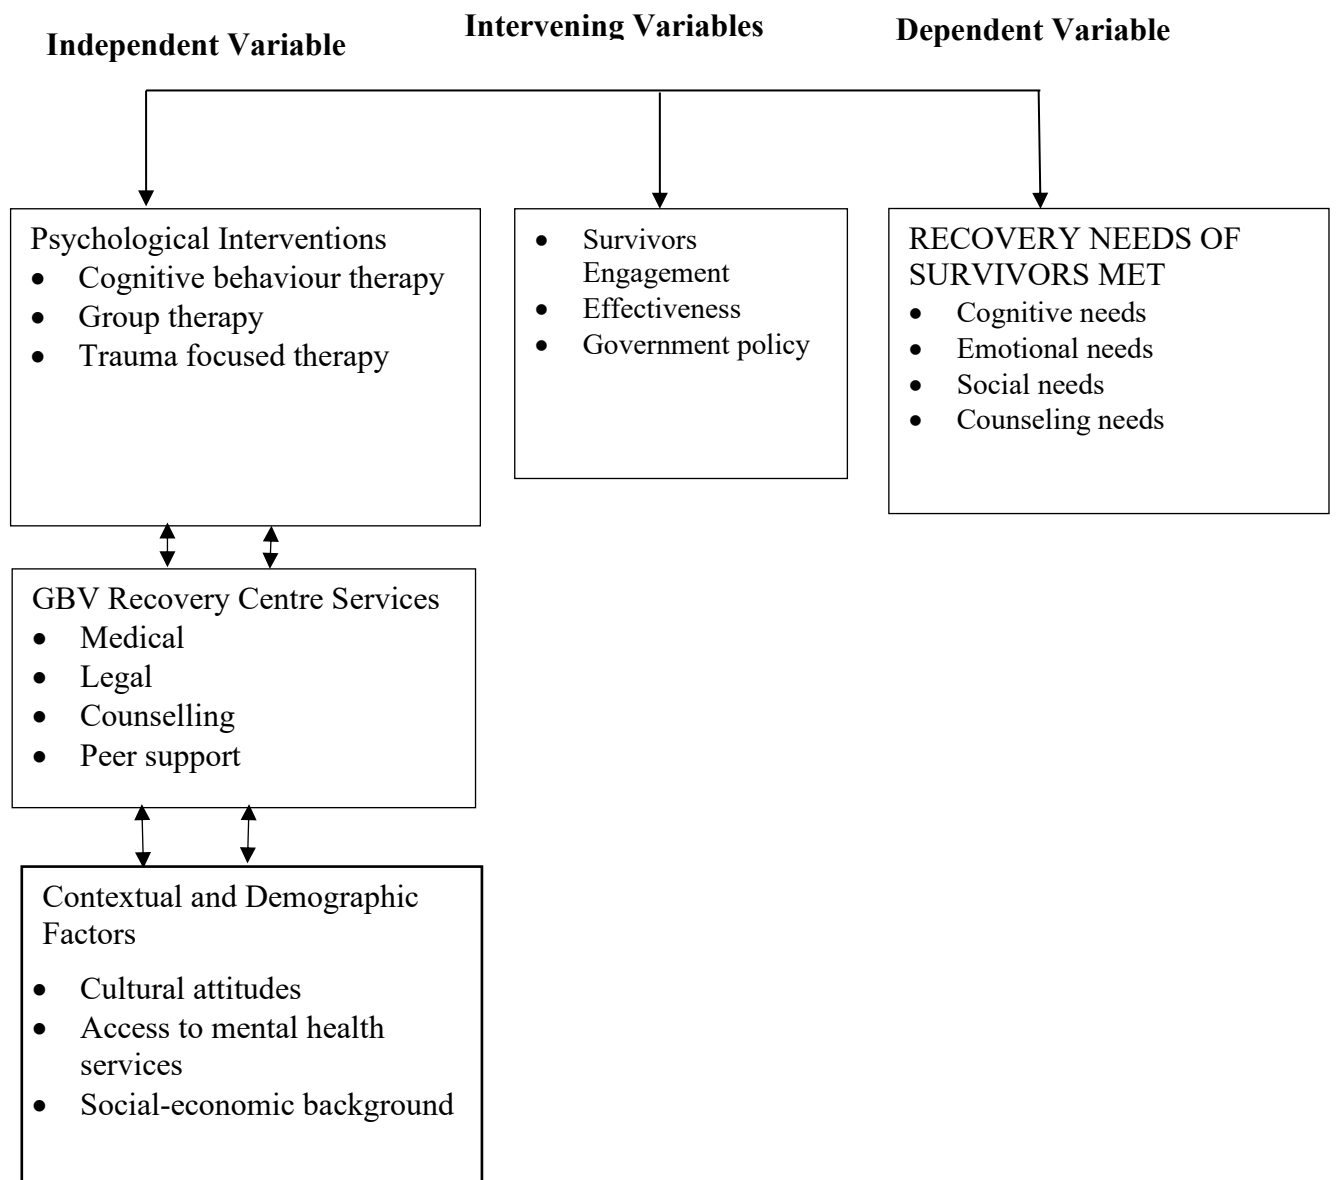 Independent Variable
Intervening Variables
Dependent Variable
Psychological Interventions
• Cognitive behaviour therapy
• Group therapy
• Trauma focused therapy
• Survivors
Engagement
• Effectiveness
• Government policy
RECOVERY NEEDS OF
SURVIVORS MET
• Cognitive needs
• Emotional needs
• Social needs
• Counseling needs
GBV Recovery Centre Services
• Medical
• Legal
• Counselling
• Peer support
Contextual and Demographic
Factors
• Cultural attitudes
• Access to mental health
services
• Social-economic background